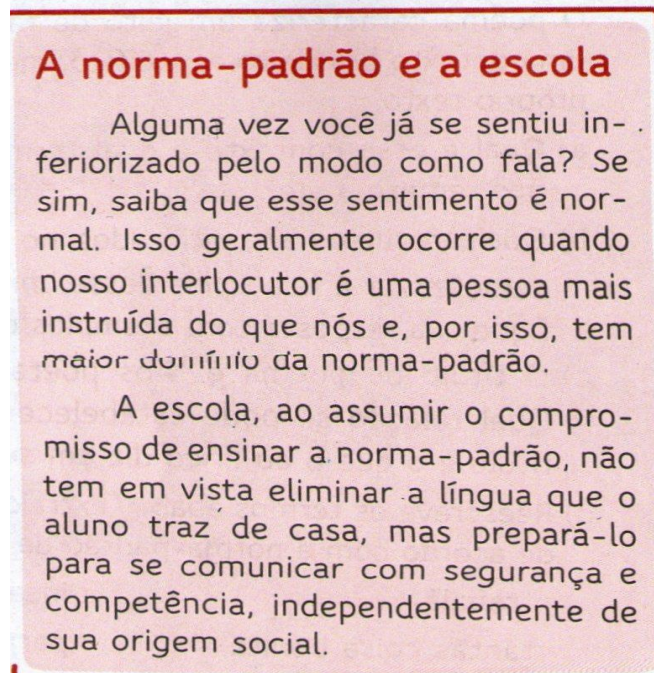 A norma-padrão e a escola
Alguma vez você já se sentiu in-
feriorizado pelo modo como fala? Se
sim, saiba que esse sentimento é nor-
mal. Isso geralmente ocorre quando
nosso interlocutor é uma pessoa mais
instruída do que nós e, por isso, tem
maior domínio da norma-padrão.
A escola, ao assumir o compro-
misso de ensinar a norma-padrão, não
tem em vista eliminar a língua que o
aluno traz de casa, mas prepará-lo
para se comunicar com segurança e
competência, independentemente de
sua origem social.